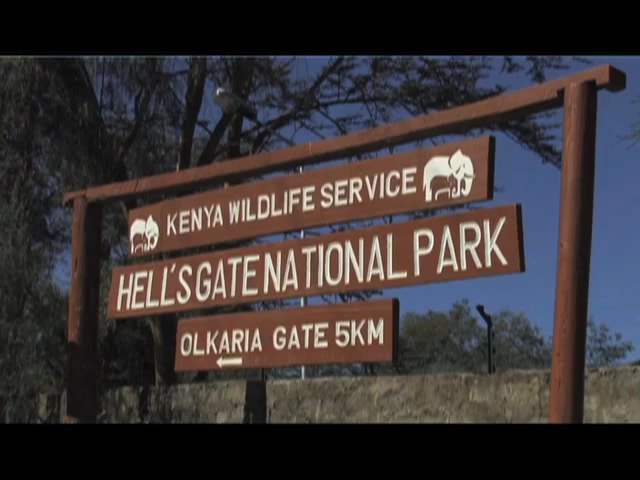 KENYA WILDLIFE SERVICE
HELL'S GATE NATIONAL PARK
OLKARIA GATE 5KM